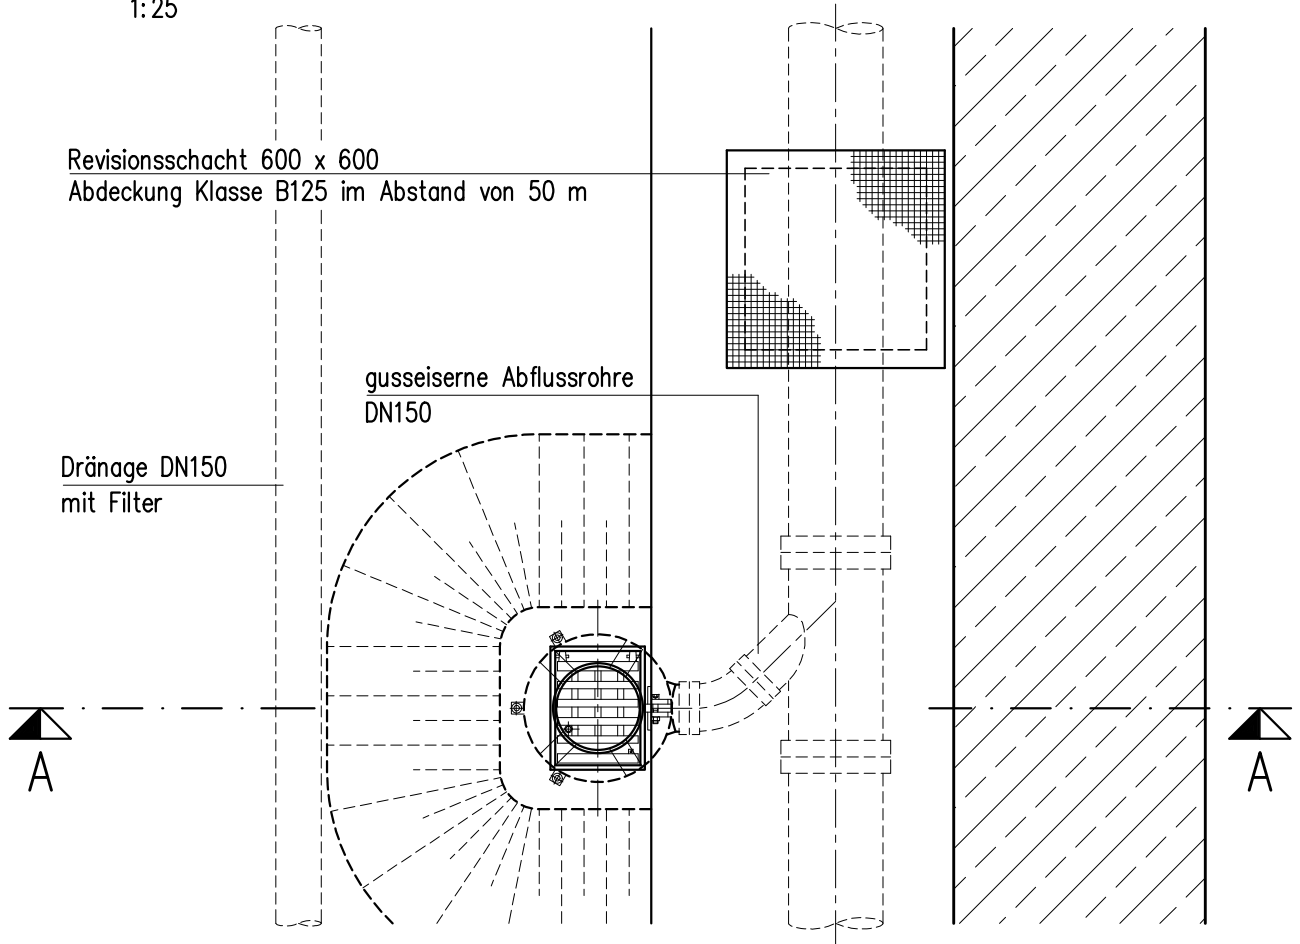 1:25
Revisionsschacht 600 x 600
Abdeckung Klasse B125 im Abstand von 50 m
gusseiserne Abflussrohre
DN150
Dränage DN150
mit Filter
A
A